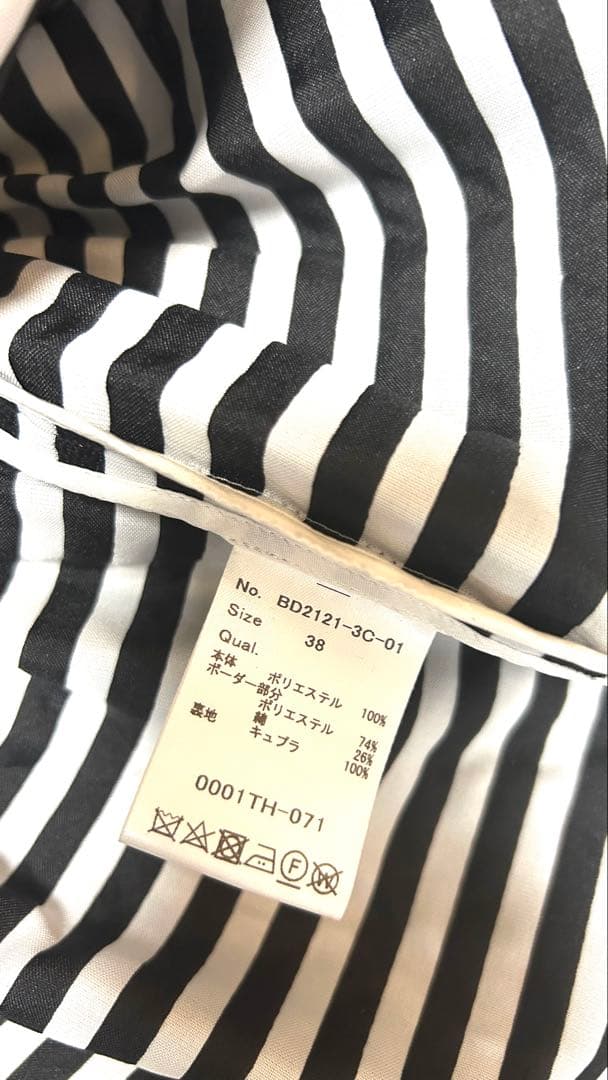 No. BD2121-3C-01
Size 38
Qual.
本体 ポリエステル 100%
ボーダー部分
ポリエステル 74%
綿 26%
裏地 キュプラ 100%
0001TH-071
F
W